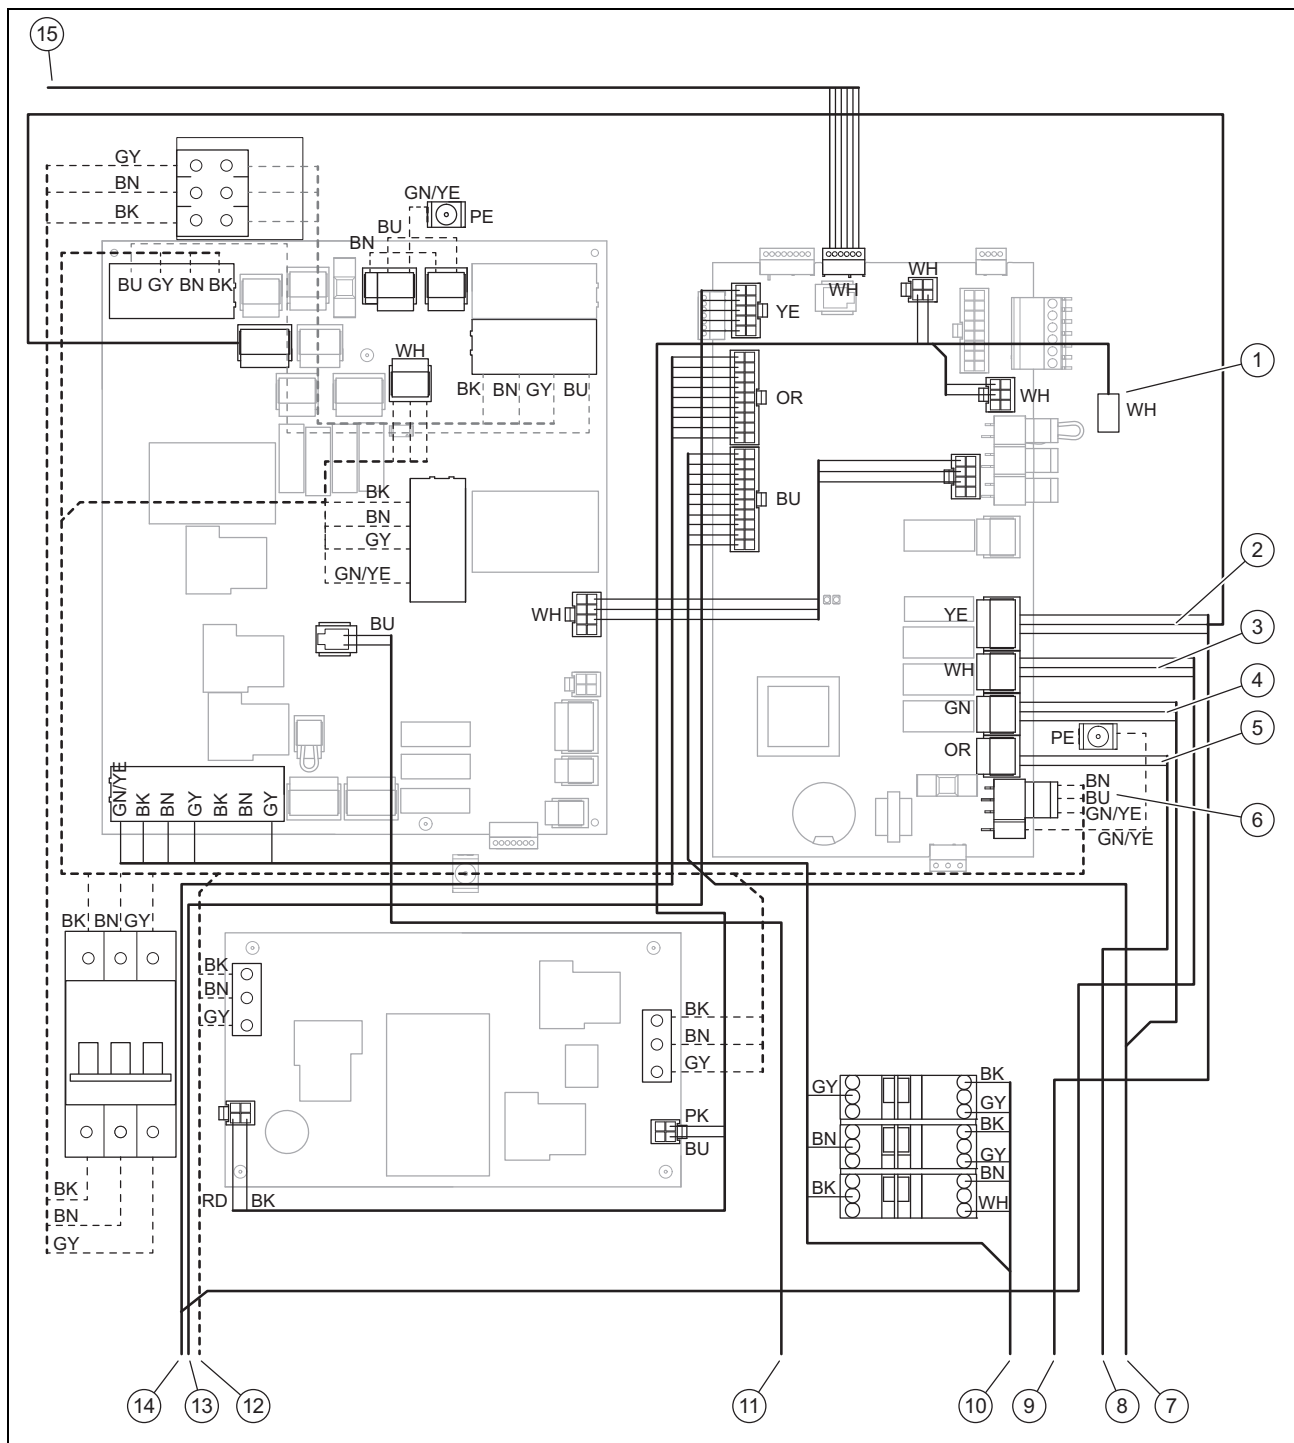 15
GY
BN
BK
GN/YE
PE
BU
BN
BU GY BN BK
WH
WH
YE
WH
BK BN GY BU
OR
WH
WH
1
BK
BN
GY
GN/YE
BU
2
WH
YE
BU
3
WH
4
GN
PE
5
OR
BN
BU
GN/YE
GN/YE
6
GN/YE BK BN GY BK BN GY
BK BN GY
BK
BN
GY
BK
BN
GY
BK
GY
GY
BK
BN
GY
BN
BK
WH
PK
BU
RD BK
BK
BN
GY
14 13 12 11 10 9 8 7